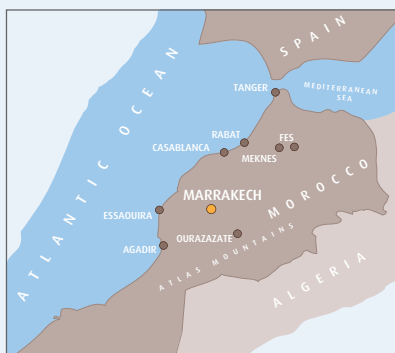 SPAIN
ATLANTIC OCEAN
TANGER
MEDITERRANEAN
SEA
RABAT
FES
CASABLANCA
MEKNES
MARRAKECH
MOROCCO
ESSAOUIRA
OURAZAZATE
AGADIR
ATLAS MOUNTAINS
ALGERIA